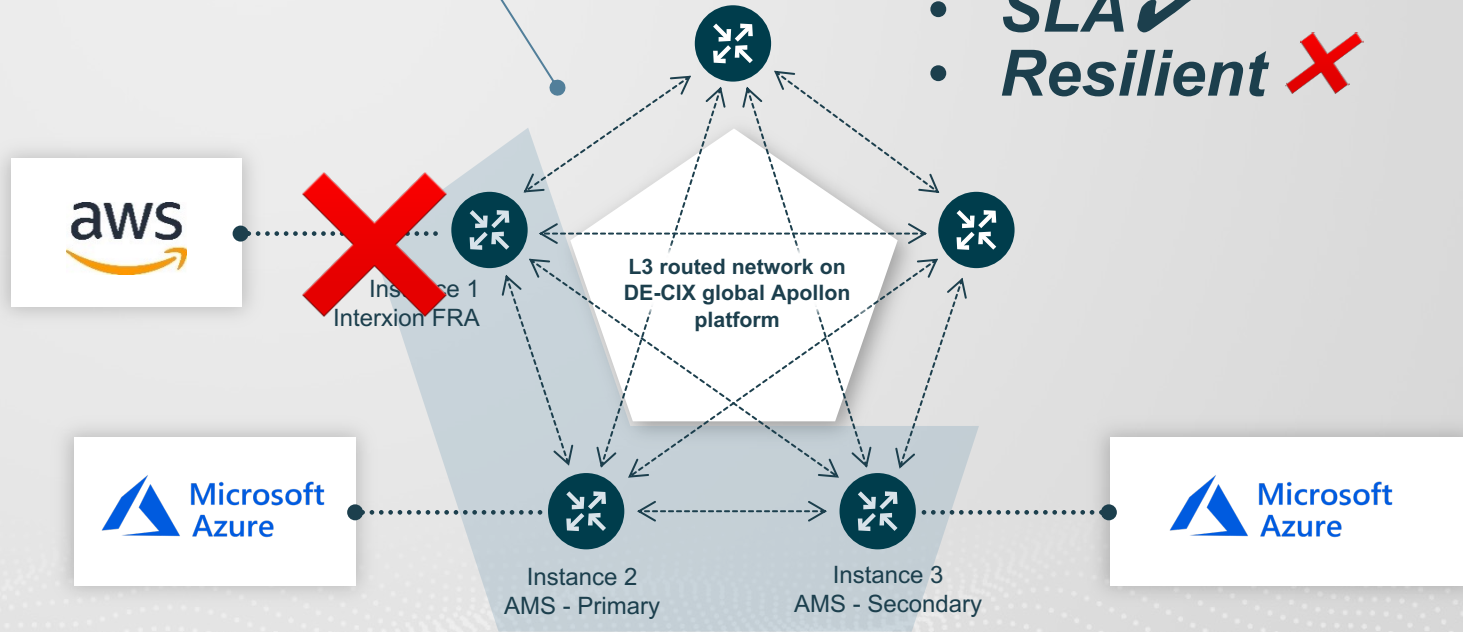 • SLA✔
• Resilient ❌
aws
L3 routed network on
DE-CIX global Apollon
platform
Instance 1
Interxion FRA
Microsoft
Azure
Microsoft
Azure
Instance 2
AMS - Primary
Instance 3
AMS - Secondary